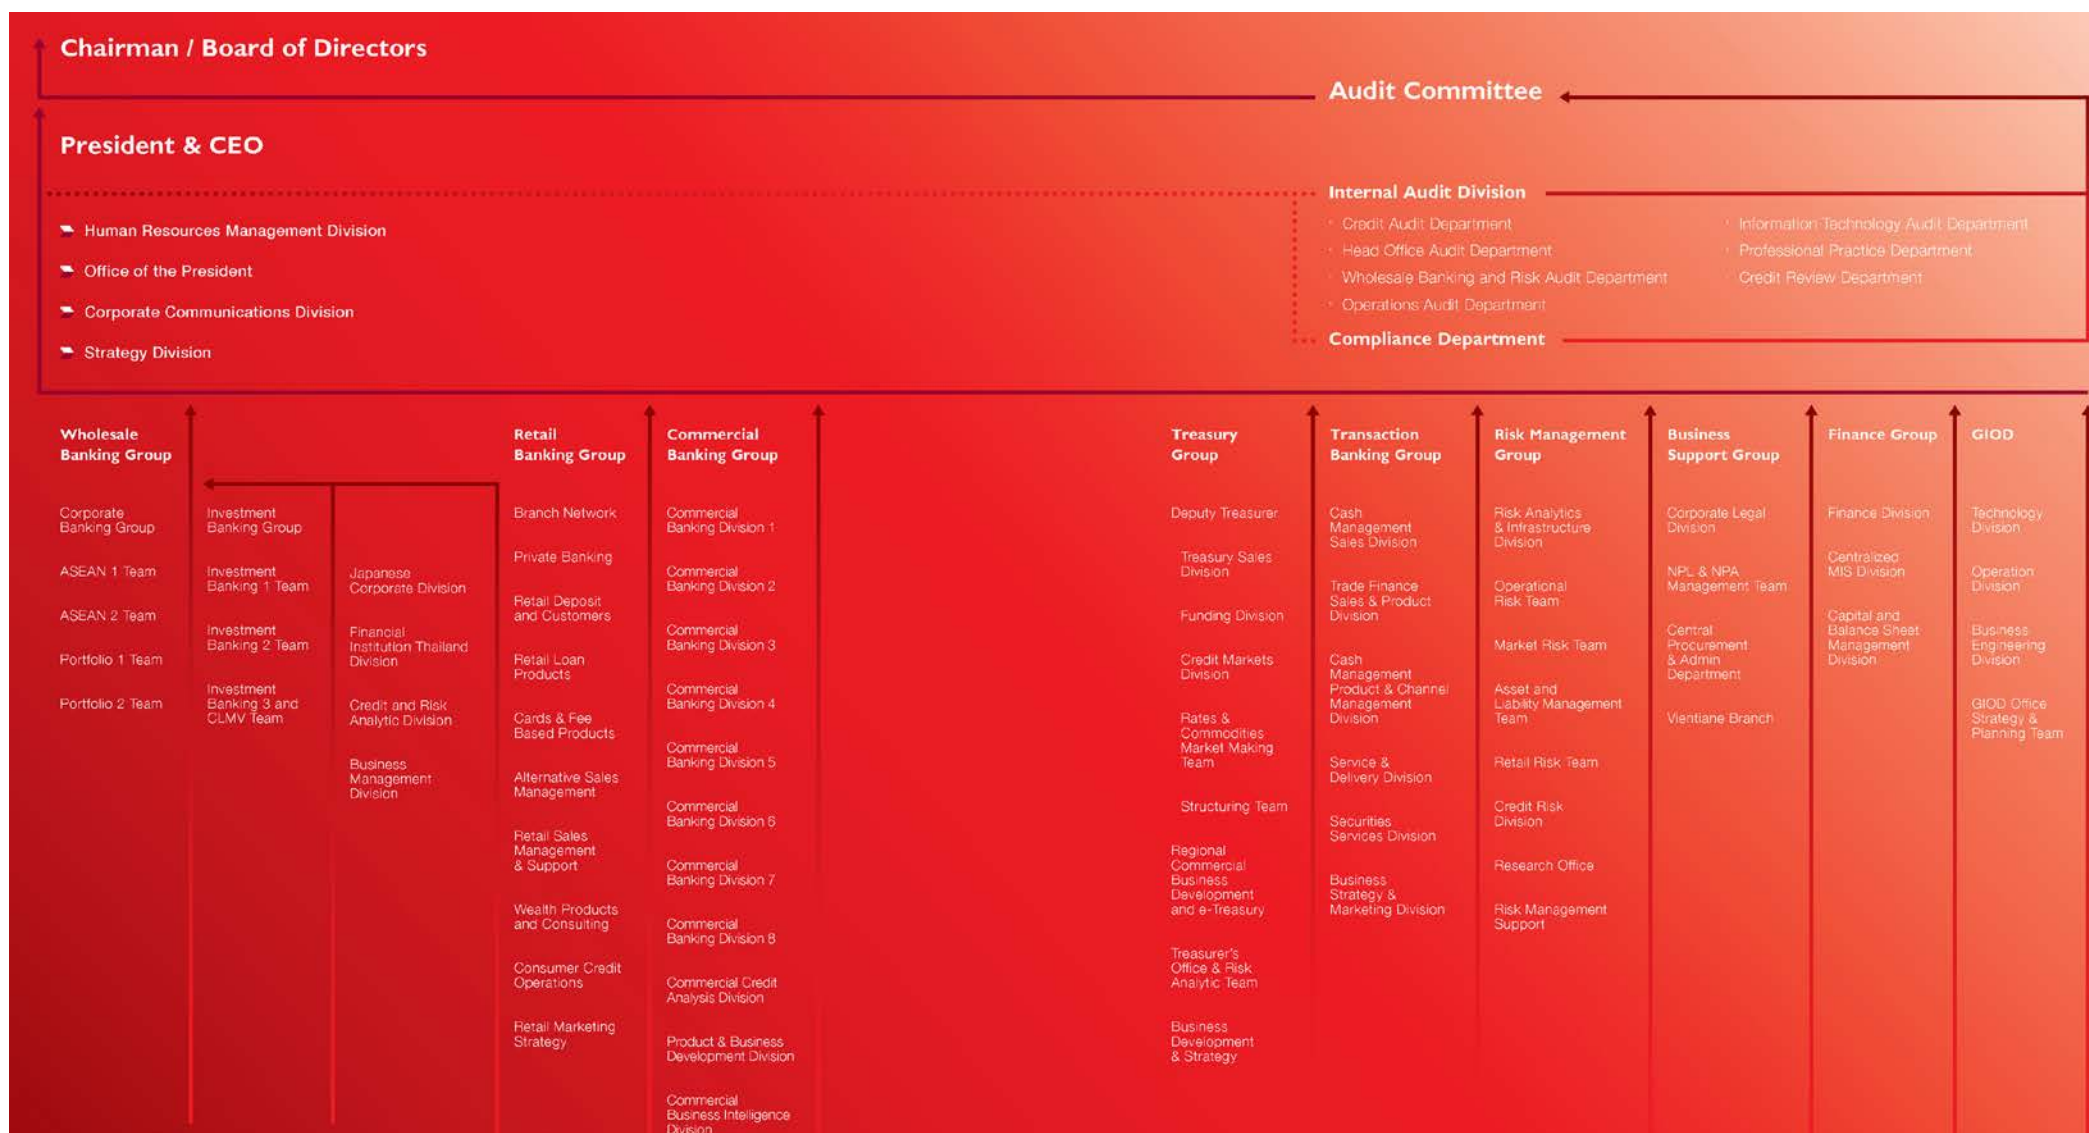 Chairman / Board of Directors
Audit Committee
President & CEO
Human Resources Management Division
Office of the President
Corporate Communications Division
Strategy Division
Internal Audit Division
· Credit Audit Department
· Head Office Audit Department
· Wholesale Banking and Risk Audit Department
· Operations Audit Department
· Information Technology Audit Department
· Professional Practice Department
· Credit Review Department
Compliance Department
Wholesale
Banking Group
Corporate
Banking Group
ASEAN 1 Team
ASEAN 2 Team
Portfolio 1 Team
Portfolio 2 Team
Investment
Banking Group
Investment
Banking 1 Team
Investment
Banking 2 Team
Investment
Banking 3 and
CLMV Team
Japanese
Corporate Division
Financial
Institution Thailand
Division
Credit and Risk
Analytic Division
Business
Management
Division
Retail
Banking Group
Branch Network
Private Banking
Retail Deposit
and Customers
Retail Loan
Products
Cards & Fee
Based Products
Alternative Sales
Management
Retail Sales
Management
& Support
Wealth Products
and Consulting
Consumer Credit
Operations
Retail Marketing
Strategy
Commercial
Banking Group
Commercial
Banking Division 1
Commercial
Banking Division 2
Commercial
Banking Division 3
Commercial
Banking Division 4
Commercial
Banking Division 5
Commercial
Banking Division 6
Commercial
Banking Division 7
Commercial
Banking Division 8
Commercial Credit
Analysis Division
Product & Business
Development Division
Commercial
Business Intelligence
Division
Treasury
Group
Deputy Treasurer
Treasury Sales
Division
Funding Division
Credit Markets
Division
Rates &
Commodities
Market Making
Team
Structuring Team
Regional
Commercial
Business
Development
and e-Treasury
Treasurer's
Office & Risk
Analytic Team
Business
Development
& Strategy
Transaction
Banking Group
Cash
Management
Sales Division
Trade Finance
Sales & Product
Division
Cash
Management
Product & Channel
Management
Division
Service &
Delivery Division
Securities
Services Division
Business
Strategy &
Marketing Division
Risk Management
Group
Risk Analytics
& Infrastructure
Division
Operational
Risk Team
Market Risk Team
Asset and
Liability Management
Team
Retail Risk Team
Credit Risk
Division
Research Office
Risk Management
Support
Business
Support Group
Corporate Legal
Division
NPL & NPA
Management Team
Central
Procurement
& Admin
Department
Vientiane Branch
Finance Group
Finance Division
Centralized
MIS Division
Capital and
Balance Sheet
Management
Division
GIOD
Technology
Division
Operation
Division
Business
Engineering
Division
GIOD Office
Strategy &
Planning Team